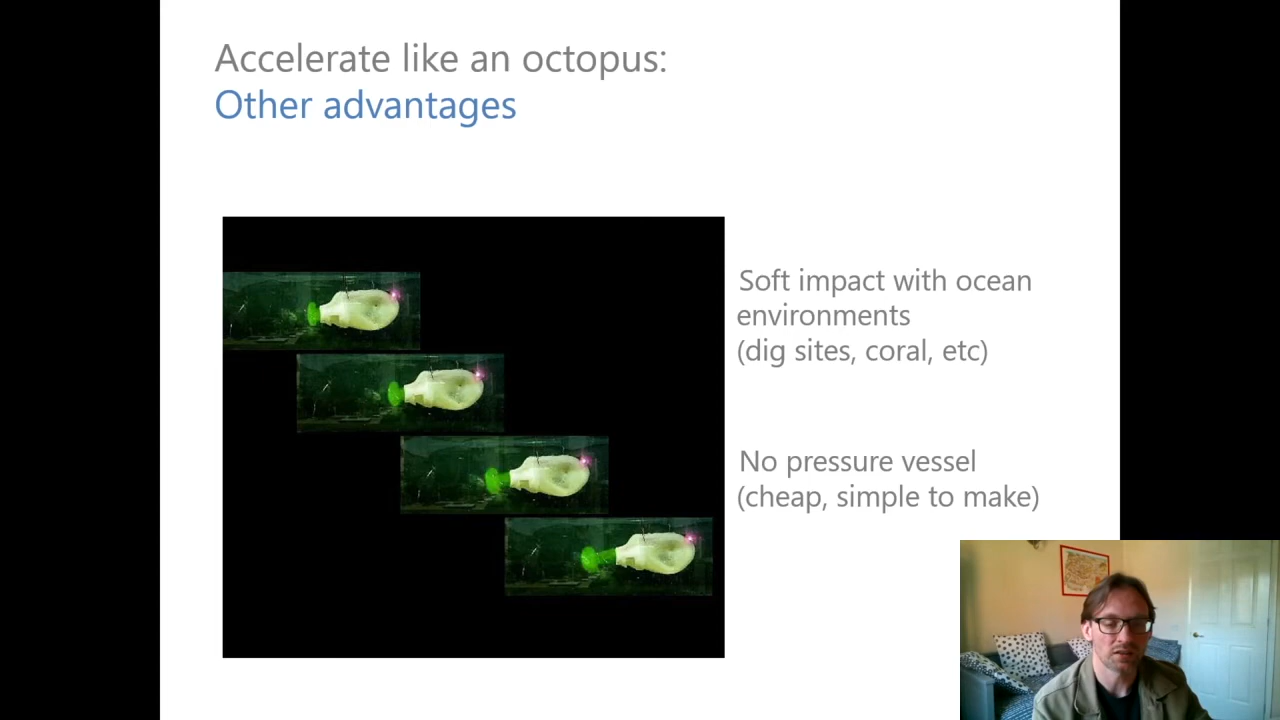 Accelerate like an octopus:
Other advantages
Soft impact with ocean
environments
(dig sites, coral, etc)
No pressure vessel
(cheap, simple to make)